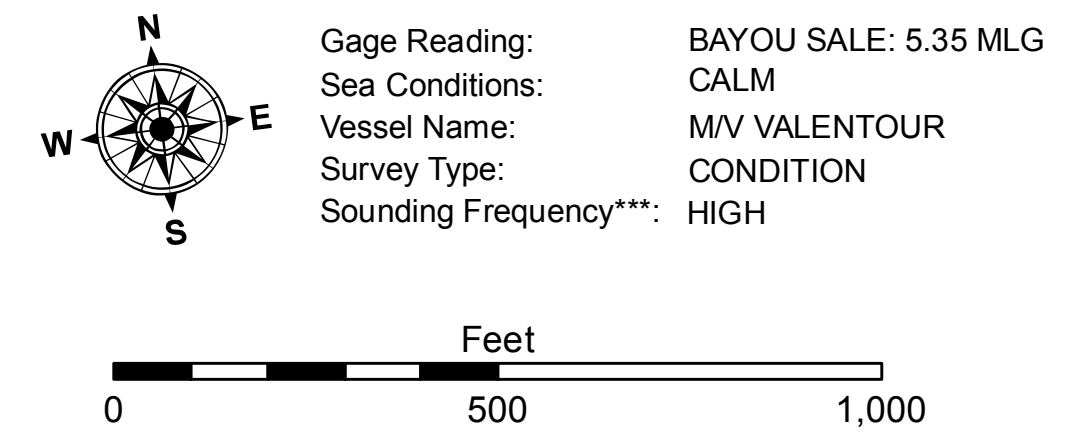 N
W E
S
Gage Reading: BAYOU SALE: 5.35 MLG
Sea Conditions: CALM
Vessel Name: M/V VALENTOUR
Survey Type: CONDITION
Sounding Frequency***: HIGH
Feet
0 500 1,000